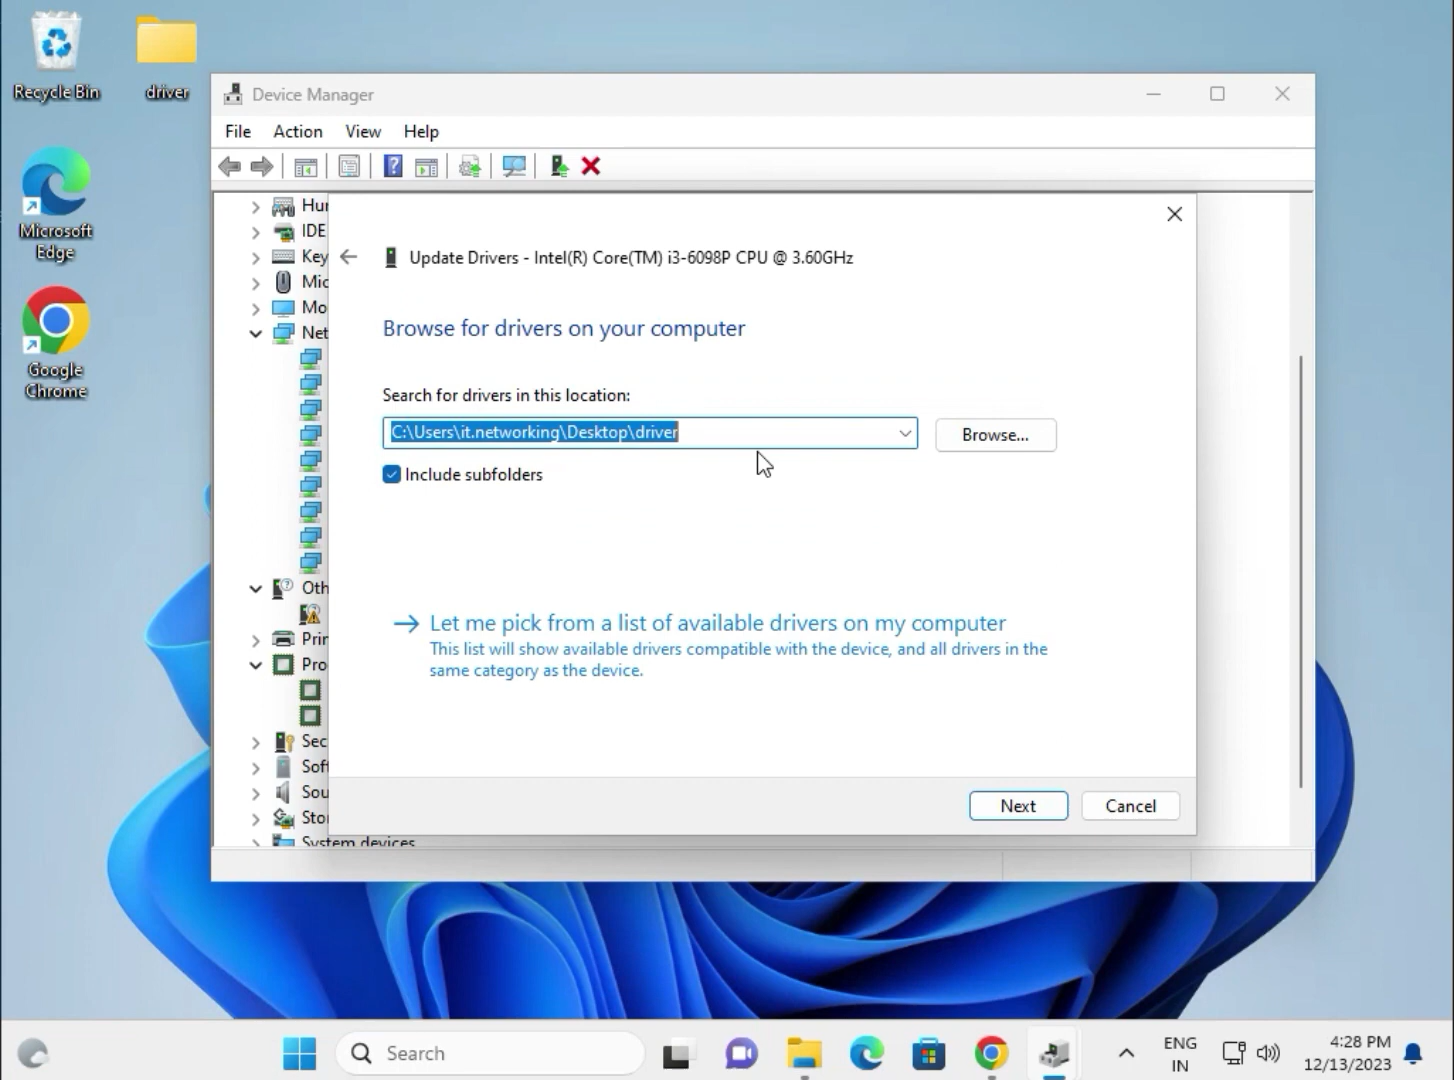 Recycle Bin
driver
Microsoft
Edge
Google
Chrome
Device Manager
File Action View Help
Hur
IDE
Key
Mic
Mo
Net
Oth
Prir
Pro
Sec
Soft
Sou
Stor
System devices
Update Drivers - Intel(R) Core(TM) i3-6098P CPU @ 3.60GHz
Browse for drivers on your computer
Search for drivers in this location:
C:\Users\it.networking\Desktop\driver
Browse...
Include subfolders
Let me pick from a list of available drivers on my computer
This list will show available drivers compatible with the device, and all drivers in the
same category as the device.
Next
Cancel
Search
ENG
IN
4:28 PM
12/13/2023